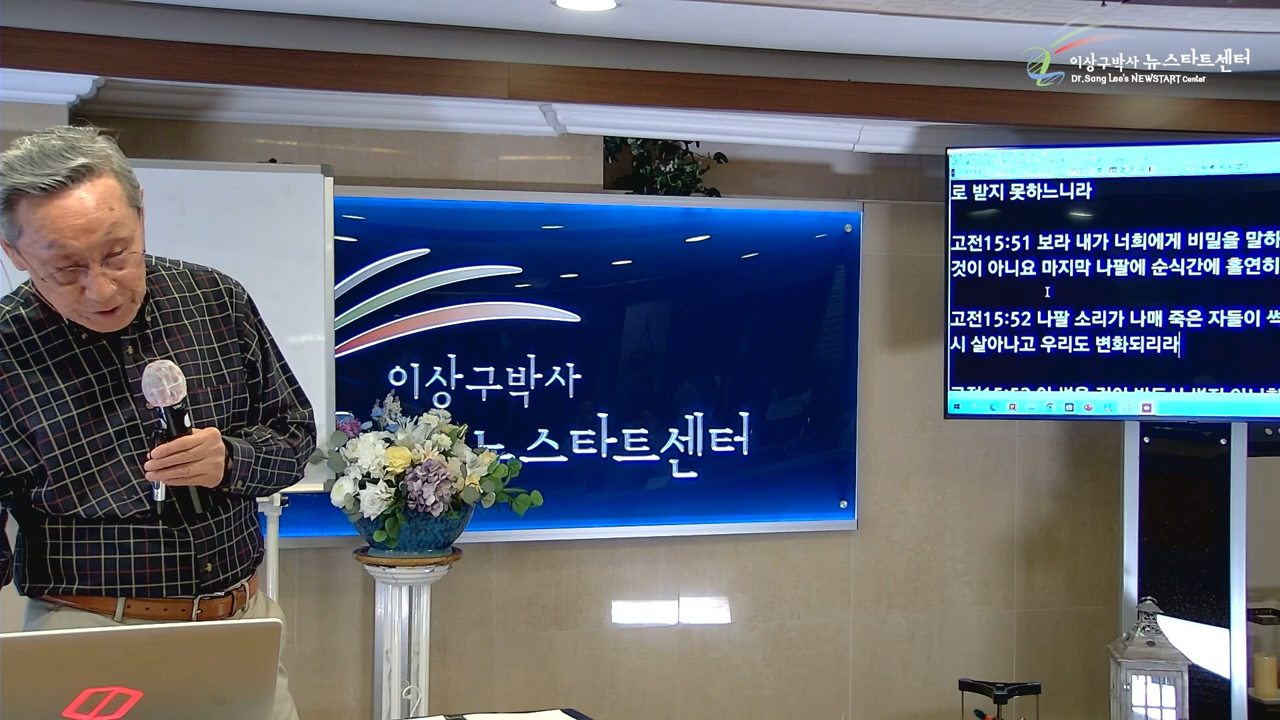 이상구박사 뉴스타트센터
Dr. Sang Lee's NEWSTART Center
로 받지 못하느니라
고전15:51 보라 내가 너희에게 비밀을 말하
것이 아니요 마지막 나팔에 순식간에 홀연히
고전15:52 나팔 소리가 나매 죽은 자들이 썩
시 살아나고 우리도 변화되리라
이상구박사
뉴스타트센터